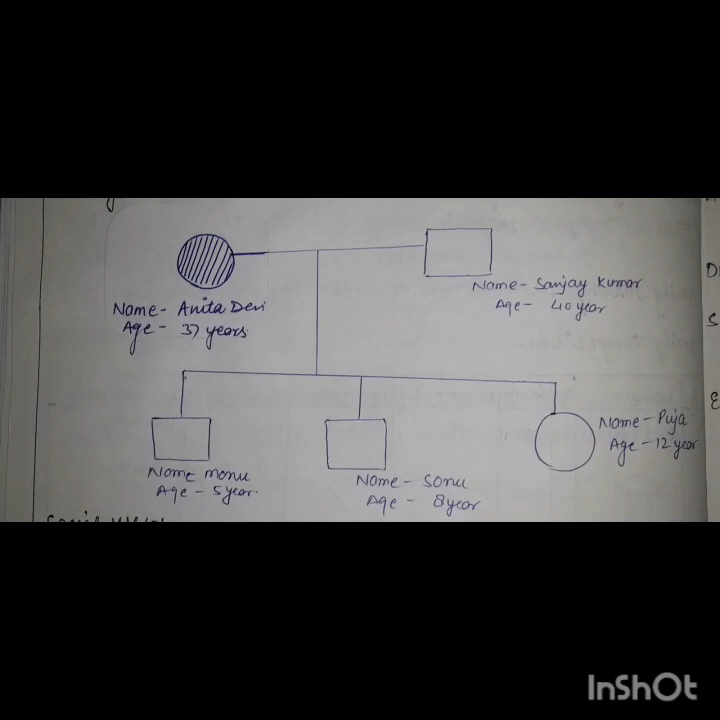 Name- Anita Devi
Age - 37 years
Name- Sanjay Kumar
Age- 40 year
Name monu
Age - 5 year.
Name - Sonu
Age - 8 year
Name - Puja
Age - 12 year
InShOt